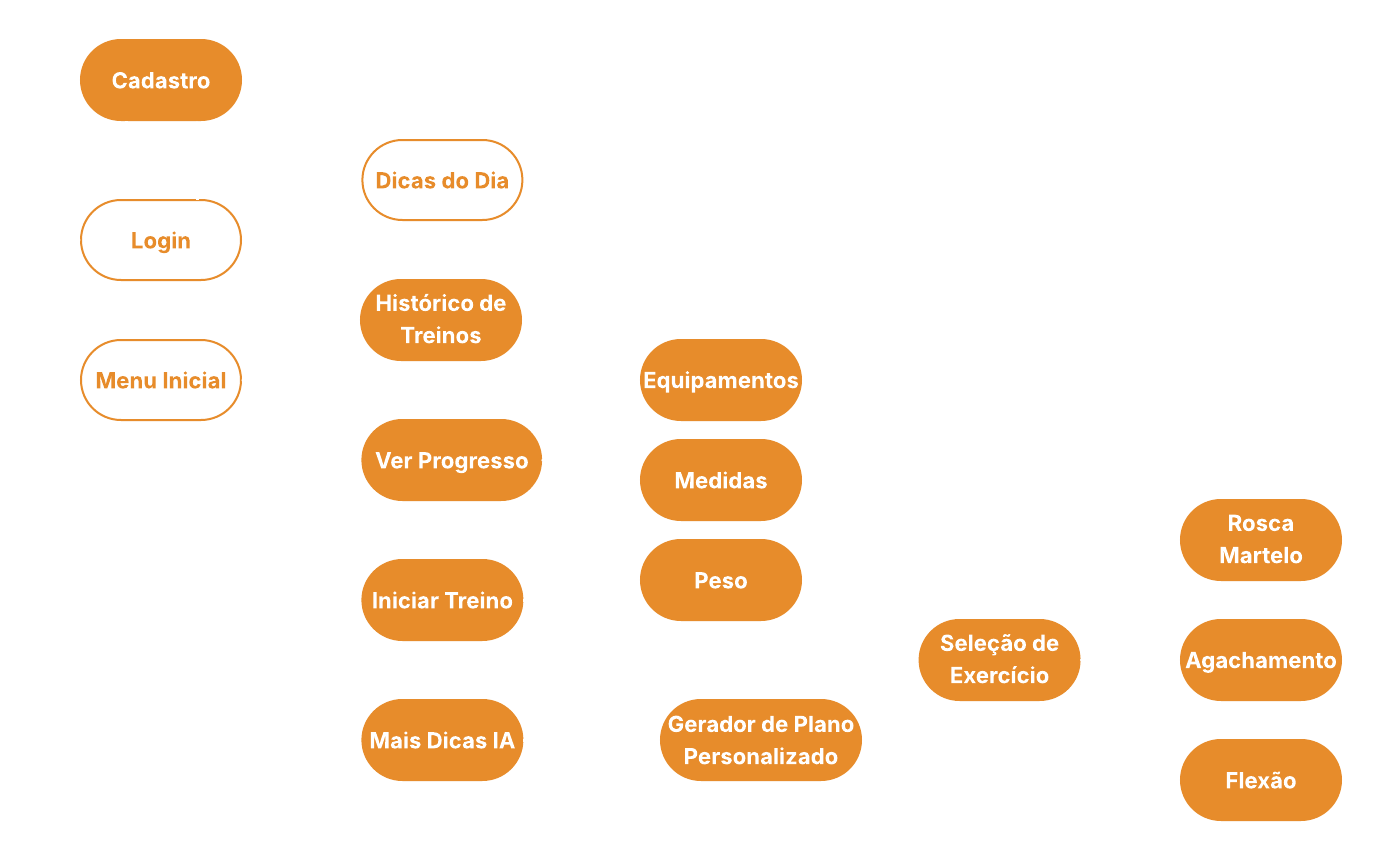 Cadastro
Login
Menu Inicial
Dicas do Dia
Histórico de
Treinos
Ver Progresso
Iniciar Treino
Mais Dicas IA
Equipamentos
Medidas
Peso
Gerador de Plano
Personalizado
Seleção de
Exercício
Rosca
Martelo
Agachamento
Flexão